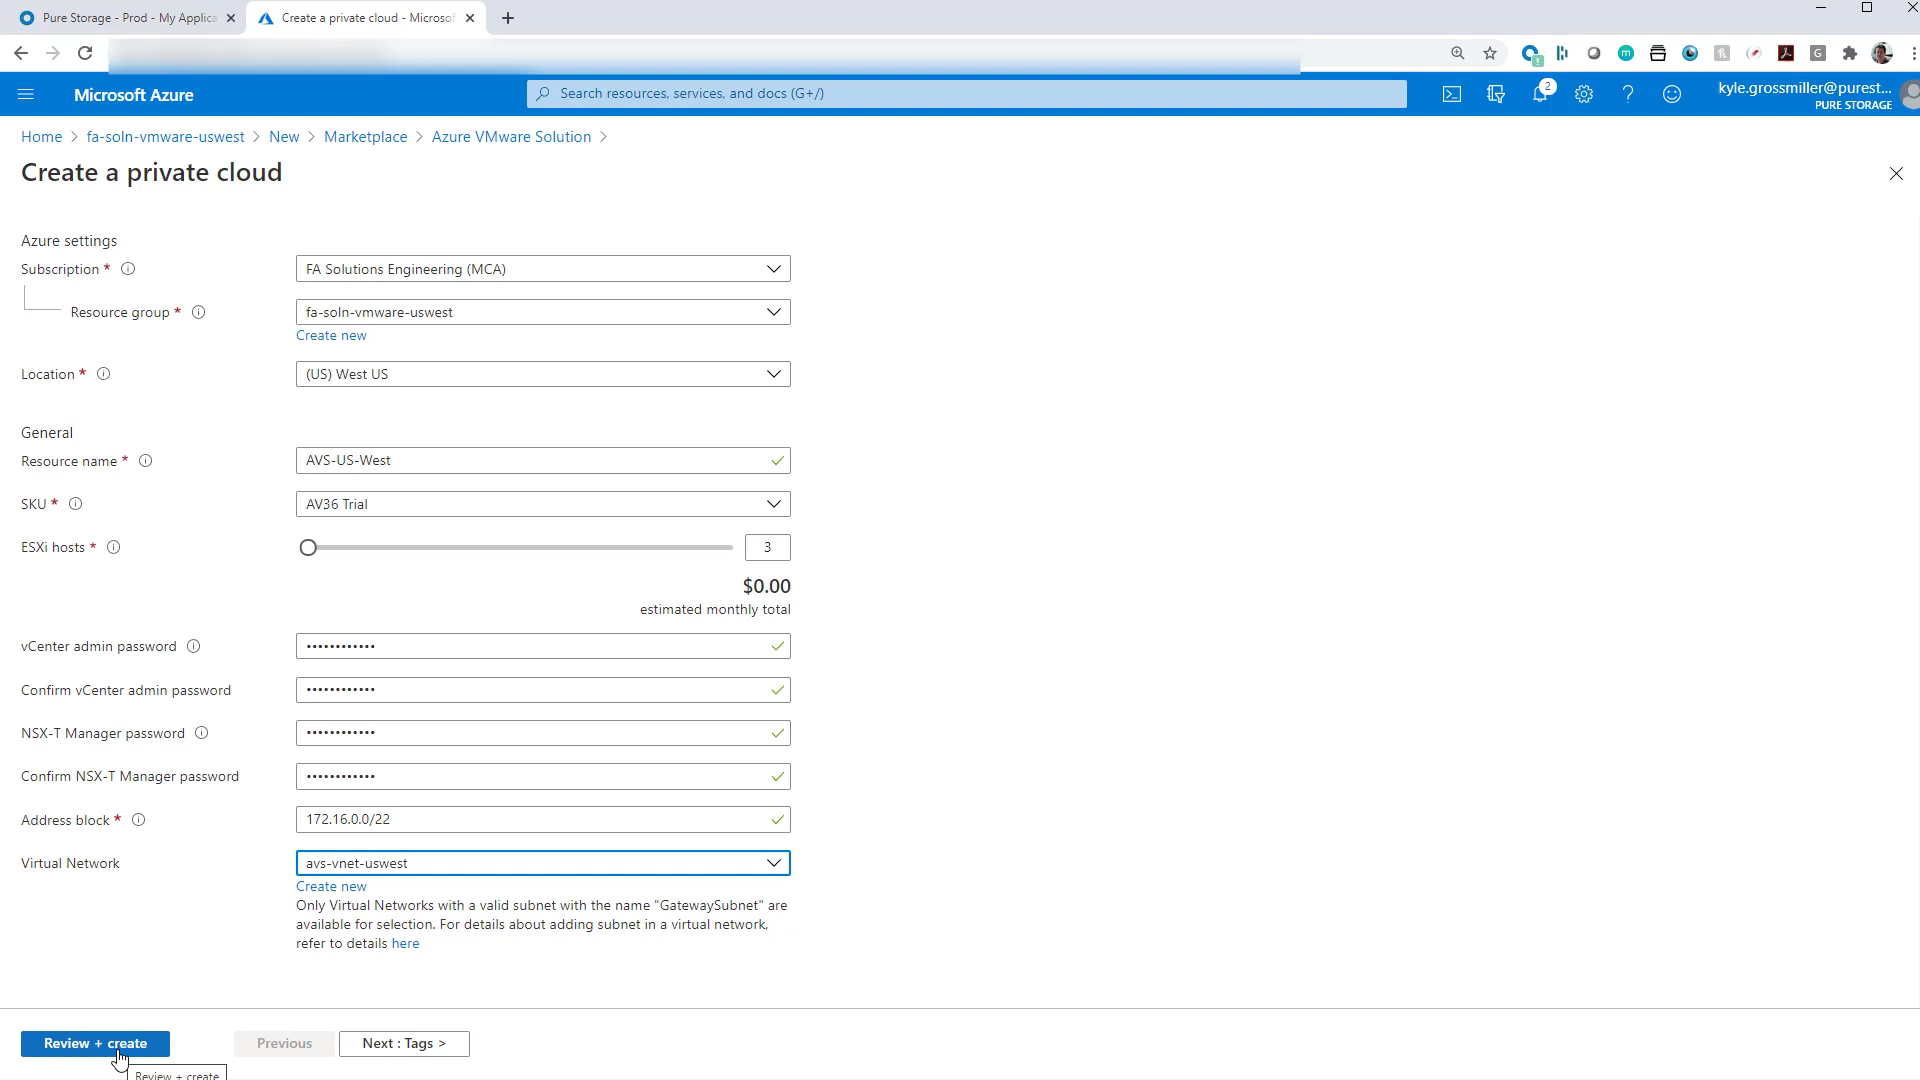 Pure Storage - Prod - My Applica
Create a private cloud - Microsof
Microsoft Azure
Search resources, services, and docs (G+/)
2
kyle.grossmiller@purest...
PURE STORAGE
Home > fa-soln-vmware-uswest > New > Marketplace > Azure VMware Solution >
Create a private cloud
Azure settings
Subscription * FA Solutions Engineering (MCA)
Resource group * fa-soln-vmware-uswest
Create new
Location * (US) West US
General
Resource name * AVS-US-West
SKU * AV36 Trial
ESXi hosts * 3
$0.00
estimated monthly total
vCenter admin password ••••••••••••
Confirm vCenter admin password ••••••••••••
NSX-T Manager password ••••••••••••
Confirm NSX-T Manager password ••••••••••••
Address block * 172.16.0.0/22
Virtual Network avs-vnet-uswest
Create new
Only Virtual Networks with a valid subnet with the name "GatewaySubnet" are
available for selection. For details about adding subnet in a virtual network,
refer to details here
Review + create Previous Next : Tags >
Review + create